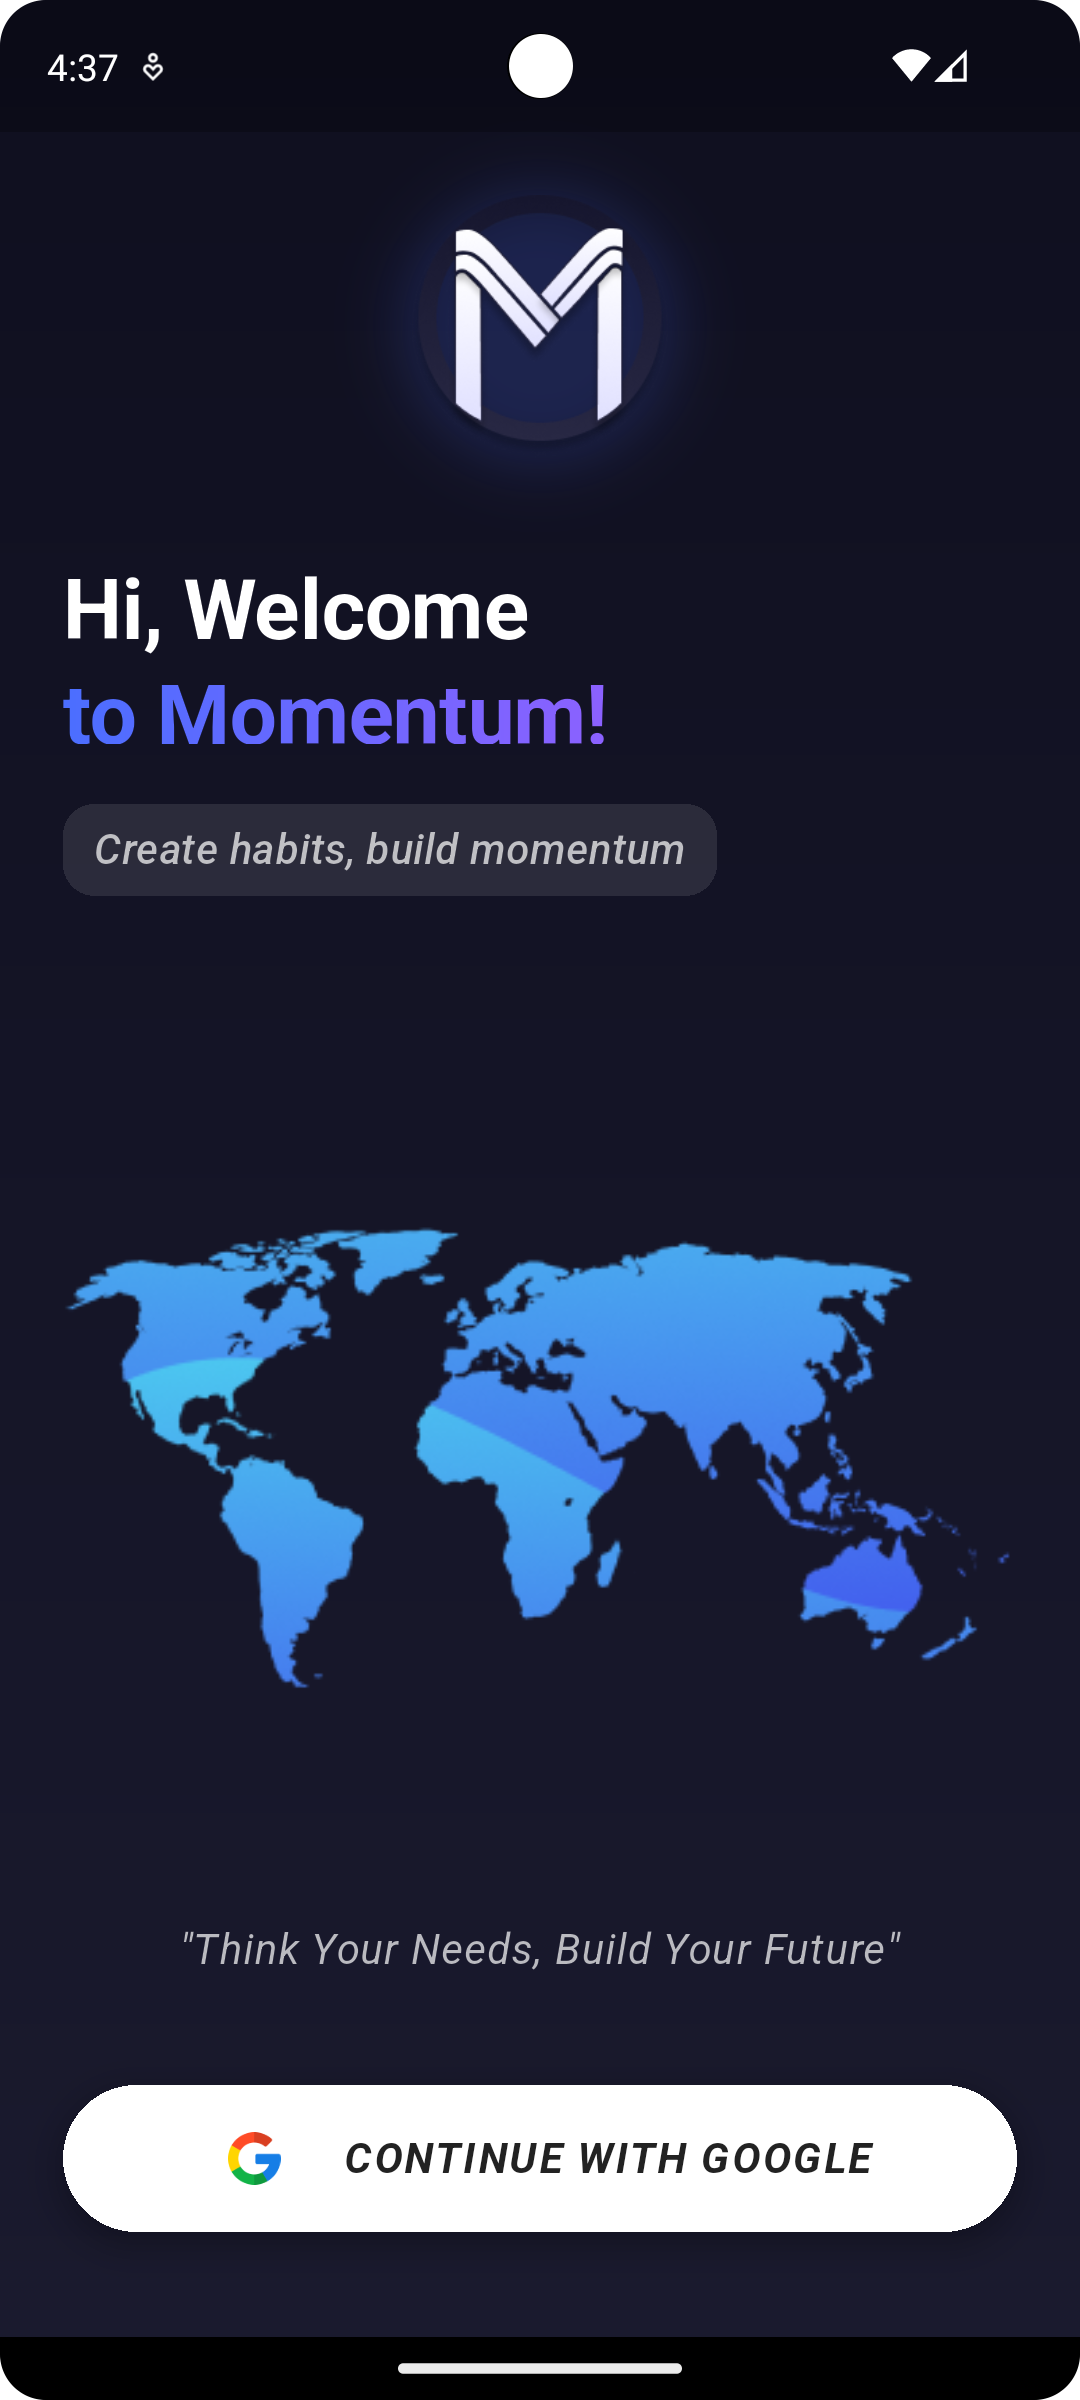 4:37
M
Hi, Welcome
to Momentum!
Create habits, build momentum
"Think Your Needs, Build Your Future"
CONTINUE WITH GOOGLE